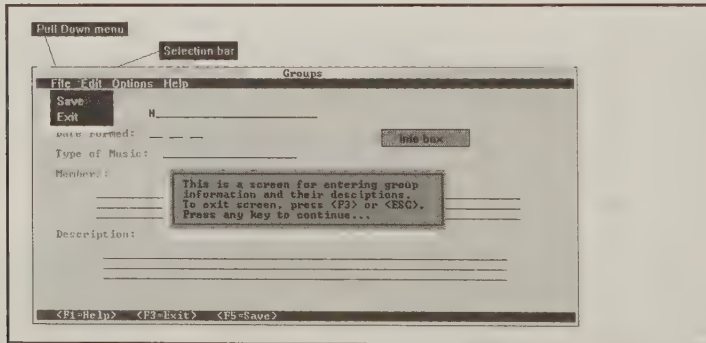 Pull Down menu
Selection bar
Groups
File Edit Options Help
Save
Exit
H
Date Formed:
info box
Type of Music:
Members:
This is a screen for entering group
information and their desciptions.
To exit screen, press <F3> or <ESC>.
Press any key to continue...
Description:
<F1=Help> <F3=Exit> <F5=Save>